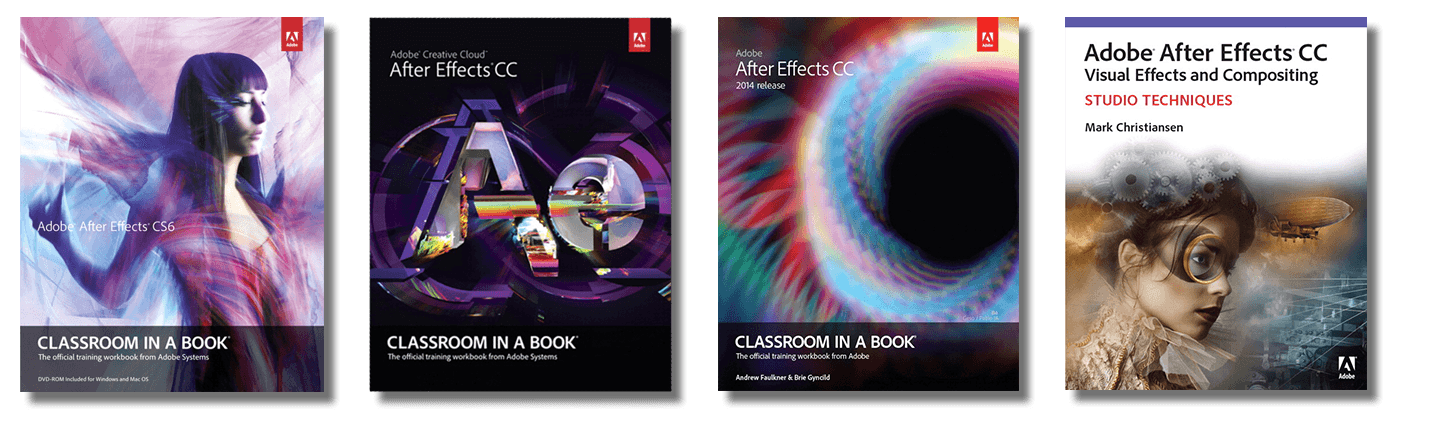 Adobe
Adobe® After Effects® CS6
CLASSROOM IN A BOOK®
The official training workbook from Adobe Systems
DVD-ROM Included for Windows and Mac OS
Adobe
Adobe® Creative Cloud™
After Effects® CC
Ae
CLASSROOM IN A BOOK®
The official training workbook from Adobe Systems
Adobe
Adobe
After Effects CC
2014 release
CLASSROOM IN A BOOK®
The official training workbook from Adobe
Andrew Faulkner & Brie Gyncild
Adobe® After Effects® CC
Visual Effects and Compositing
STUDIO TECHNIQUES
Mark Christiansen
Adobe